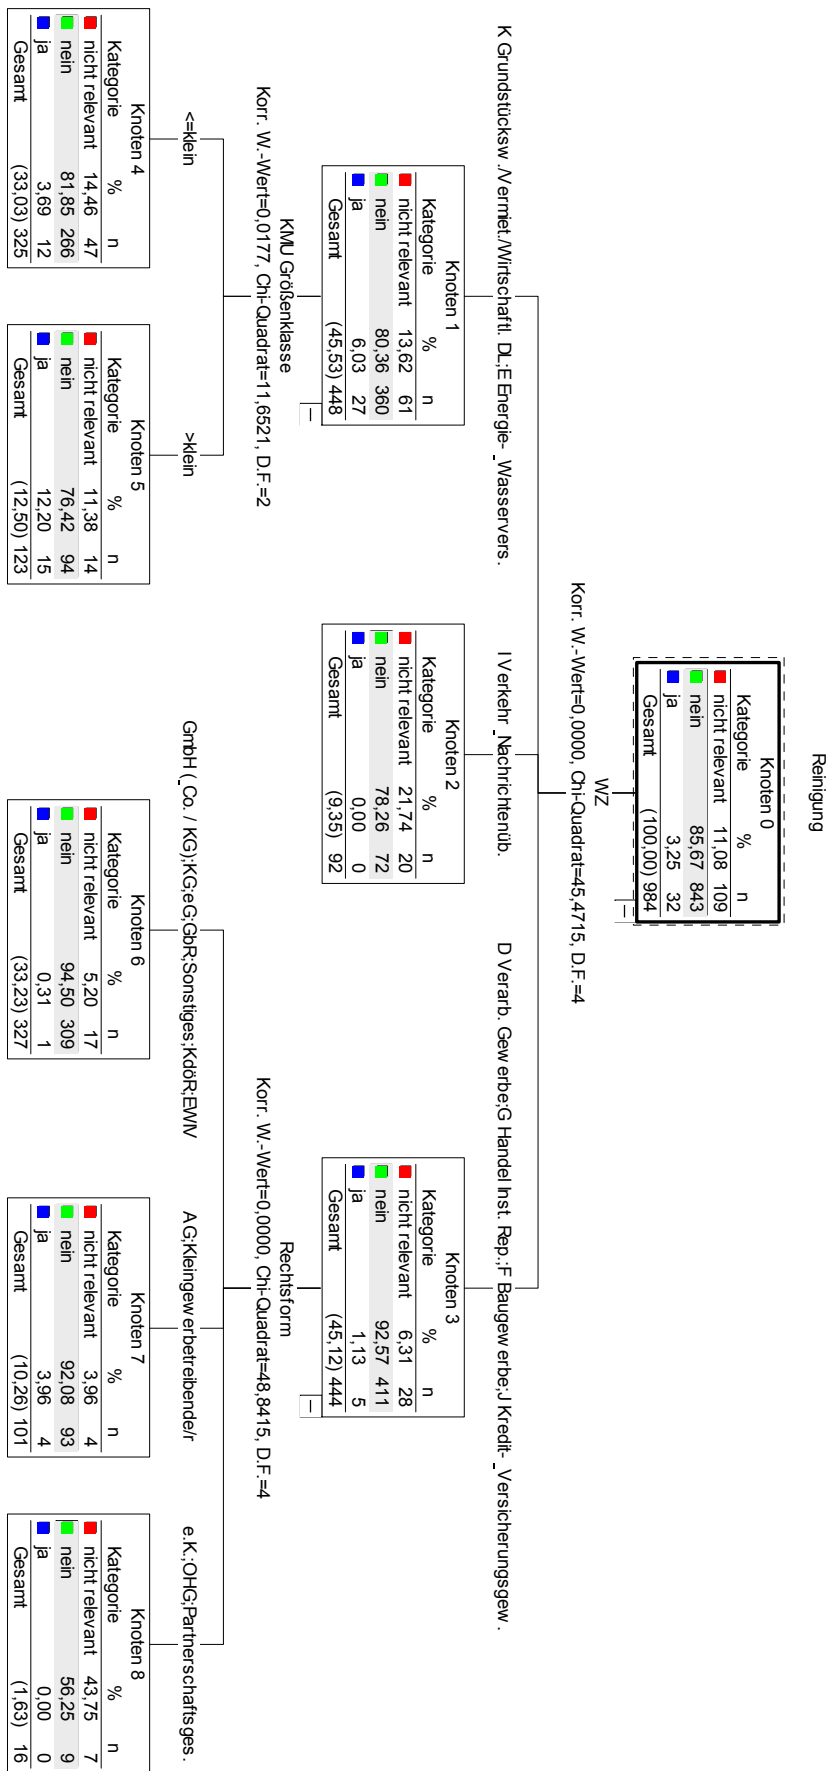 Reinigung
Knoten 0
Kategorie % n
nicht relevant 11,08 109
nein 85,67 843
ja 3,25 32
Gesamt (100,00) 984
WZ
Korr. W.-Wert=0,0000, Chi-Quadrat=45,4715, D.F.=4
K Grundstücksw./Vermiet./Wirtschaftl. DL;E Energie-_Wasservers.
Knoten 1
Kategorie % n
nicht relevant 13,62 61
nein 80,36 360
ja 6,03 27
Gesamt (45,53) 448
KMU Größenklasse
Korr. W.-Wert=0,0177, Chi-Quadrat=11,6521, D.F.=2
I Verkehr_Nachrichtenüb.
Knoten 2
Kategorie % n
nicht relevant 21,74 20
nein 78,26 72
ja 0,00 0
Gesamt (9,35) 92
D Verarb. Gewerbe;G Handel Inst. Rep.;F Baugewerbe;J Kredit-_Versicherungsgew.
Knoten 3
Kategorie % n
nicht relevant 6,31 28
nein 92,57 411
ja 1,13 5
Gesamt (45,12) 444
Rechtsform
Korr. W.-Wert=0,0000, Chi-Quadrat=48,8415, D.F.=4
<=klein
Knoten 4
Kategorie % n
nicht relevant 14,46 47
nein 81,85 266
ja 3,69 12
Gesamt (33,03) 325
>klein
Knoten 5
Kategorie % n
nicht relevant 11,38 14
nein 76,42 94
ja 12,20 15
Gesamt (12,50) 123
GmbH (_Co. / KG);KG;eG;GbR;Sonstiges;KdöR;EWIV
Knoten 6
Kategorie % n
nicht relevant 5,20 17
nein 94,50 309
ja 0,31 1
Gesamt (33,23) 327
AG;Kleingewerbetreibende/r
Knoten 7
Kategorie % n
nicht relevant 3,96 4
nein 92,08 93
ja 3,96 4
Gesamt (10,26) 101
e.K.;OHG;Partnerschaftsges.
Knoten 8
Kategorie % n
nicht relevant 43,75 7
nein 56,25 9
ja 0,00 0
Gesamt (1,63) 16